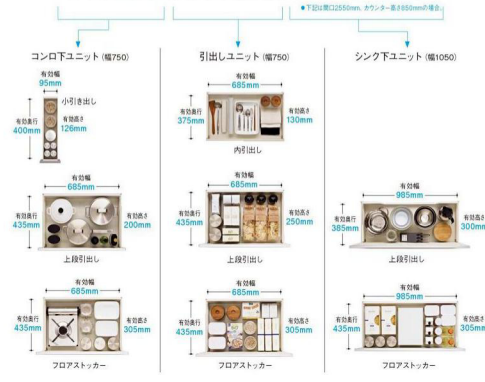 ●下記は間口2550mm、カウンター高さ850mmの場合。
コンロ下ユニット (幅750)
有効幅
95mm
小引き出し
有効奥行
400mm
有効高さ
126mm
有効幅
685mm
有効奥行
435mm
有効高さ
200mm
上段引出し
有効幅
685mm
有効奥行
435mm
有効高さ
305mm
フロアストッカー
引出しユニット (幅750)
有効幅
685mm
有効奥行
375mm
有効高さ
130mm
内引出し
有効幅
685mm
有効奥行
435mm
有効高さ
250mm
上段引出し
有効幅
685mm
有効奥行
435mm
有効高さ
305mm
フロアストッカー
シンク下ユニット (幅1050)
有効幅
985mm
有効奥行
385mm
有効高さ
300mm
上段引出し
有効幅
985mm
有効奥行
435mm
有効高さ
305mm
フロアストッカー